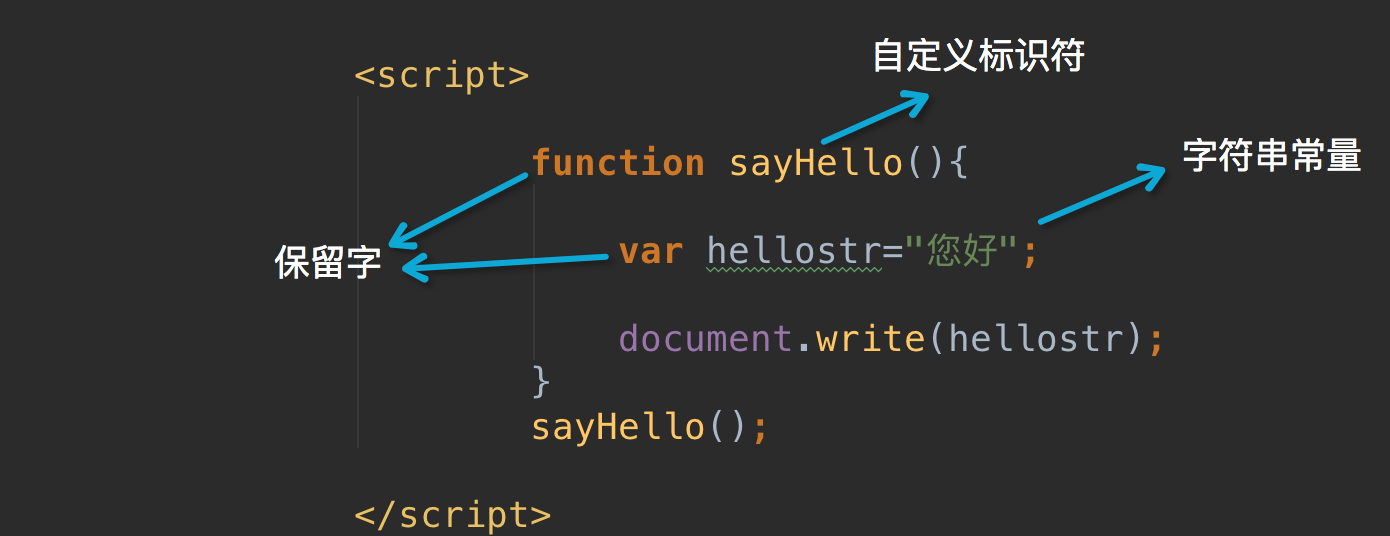 自定义标识符
<script>
字符串常量
function sayHello(){
保留字
var hellostr="您好";
document.write(hellostr);
}
sayHello();
</script>